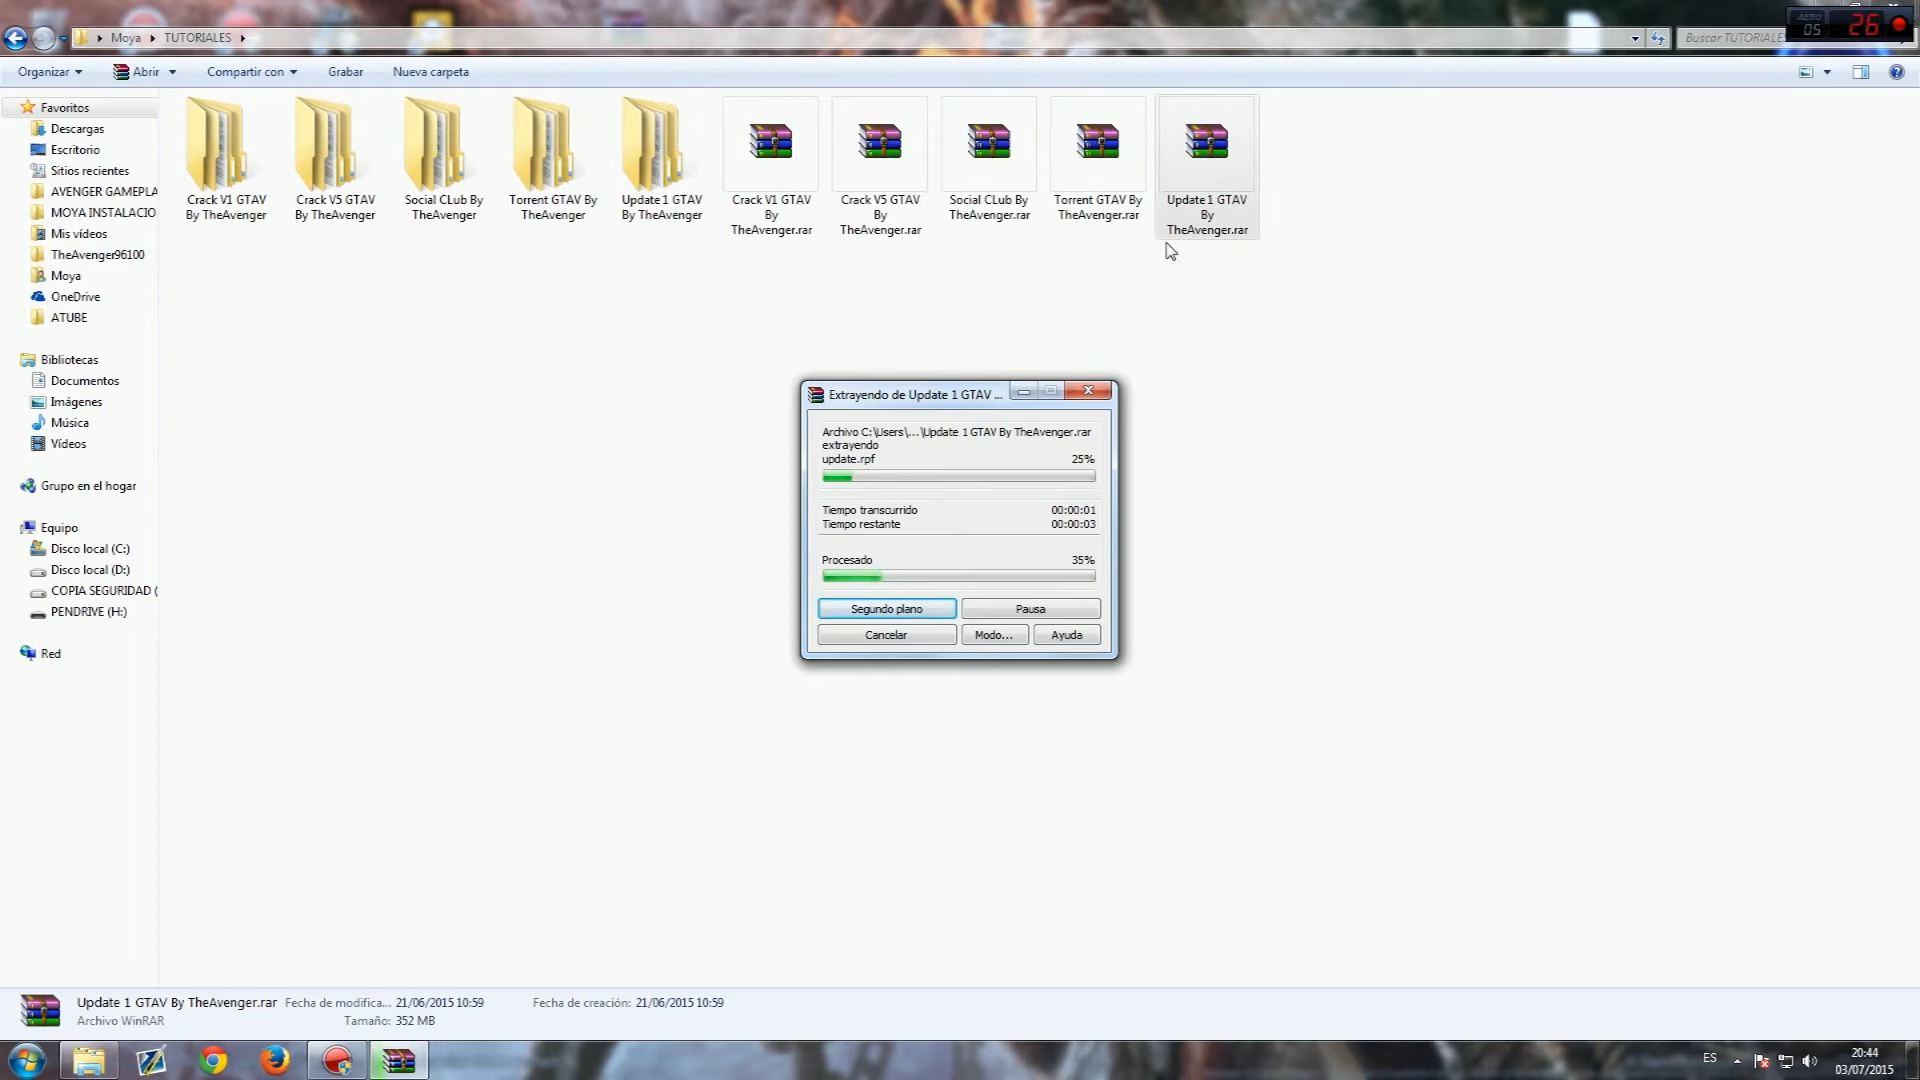 Moya
TUTORIALES
Buscar TUTORIALES
AERO
05
26
Organizar
Abrir
Compartir con
Grabar
Nueva carpeta
Favoritos
Descargas
Escritorio
Sitios recientes
AVENGER GAMEPLA
MOYA INSTALACIO
Mis vídeos
TheAvenger96100
Moya
OneDrive
ATUBE
Bibliotecas
Documentos
Imágenes
Música
Vídeos
Grupo en el hogar
Equipo
Disco local (C:)
Disco local (D:)
COPIA SEGURIDAD (
PENDRIVE (H:)
Red
Crack V1 GTAV
By TheAvenger
Crack V5 GTAV
By TheAvenger
Social CLub By
TheAvenger
Torrent GTAV By
TheAvenger
Update 1 GTAV
By TheAvenger
Crack V1 GTAV
By
TheAvenger.rar
Crack V5 GTAV
By
TheAvenger.rar
Social CLub By
TheAvenger.rar
Torrent GTAV By
TheAvenger.rar
Update 1 GTAV
By
TheAvenger.rar
Extrayendo de Update 1 GTAV ...
Archivo C:\Users\...\Update 1 GTAV By TheAvenger.rar
extrayendo
update.rpf 25%
Tiempo transcurrido 00:00:01
Tiempo restante 00:00:03
Procesado 35%
Segundo plano
Pausa
Cancelar
Modo...
Ayuda
Update 1 GTAV By TheAvenger.rar Fecha de modifica... 21/06/2015 10:59 Fecha de creación: 21/06/2015 10:59
Archivo WinRAR Tamaño: 352 MB
ES
20:44
03/07/2015